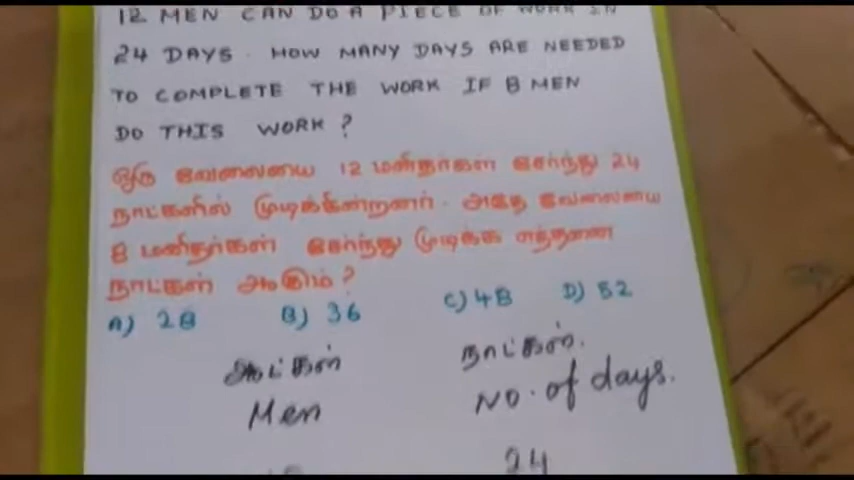 12 MEN CAN DO A PIECE OF WORK IN
24 DAYS. HOW MANY DAYS ARE NEEDED
TO COMPLETE THE WORK IF 8 MEN
DO THIS WORK ?
ஒரு வேலையை 12 மனிதர்கள் சேர்ந்து 24
நாட்களில் முடிக்கின்றனர். அதே வேலையை
8 மனிதர்கள் சேர்ந்து முடிக்க எத்தனை
நாட்கள் ஆகும் ?
A) 28 B) 36 C) 48 D) 52
ஆட்கள் நாட்கள்.
Men No. of days.
24